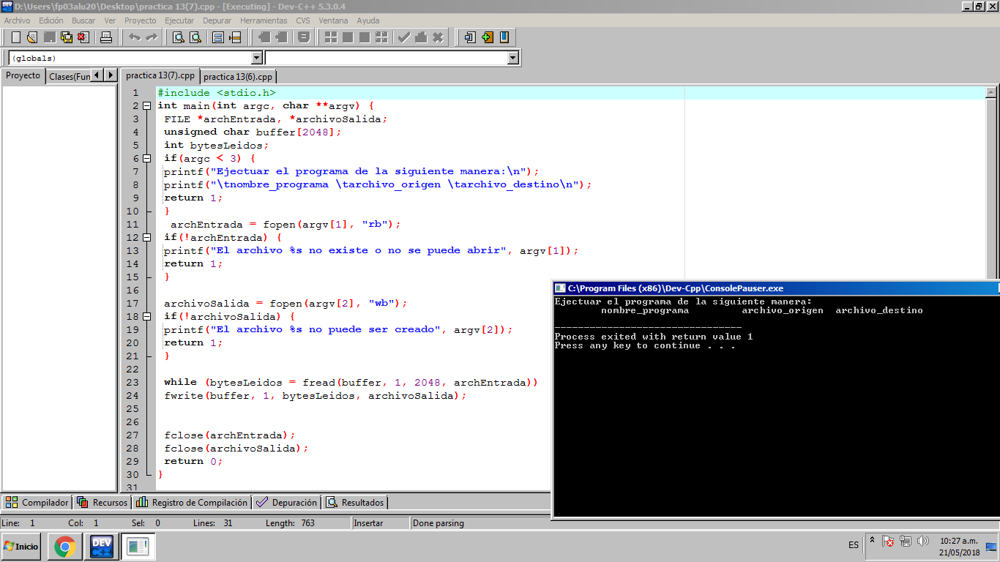 D:\Users\fp03alu20\Desktop\practica 13(7).cpp - [Executing] - Dev-C++ 5.3.0.4
Archivo Edición Buscar Ver Proyecto Ejecutar Depurar Herramientas CVS Ventana Ayuda
(globals)
Proyecto Clases(Fun practica 13(7).cpp practica 13(6).cpp
1 #include <stdio.h>
2 int main(int argc, char **argv) {
3 FILE *archEntrada, *archivoSalida;
4 unsigned char buffer[2048];
5 int bytesLeidos;
6 if(argc < 3) {
7 printf("Ejectuar el programa de la siguiente manera:\n");
8 printf("\tnombre_programa \tarchivo_origen \tarchivo_destino\n");
9 return 1;
10 }
11 archEntrada = fopen(argv[1], "rb");
12 if(!archEntrada) {
13 printf("El archivo %s no existe o no se puede abrir", argv[1]);
14 return 1;
15 }
16
17 archivoSalida = fopen(argv[2], "wb");
18 if(!archivoSalida) {
19 printf("El archivo %s no puede ser creado", argv[2]);
20 return 1;
21 }
22
23 while (bytesLeidos = fread(buffer, 1, 2048, archEntrada))
24 fwrite(buffer, 1, bytesLeidos, archivoSalida);
25
26
27 fclose(archEntrada);
28 fclose(archivoSalida);
29 return 0;
30 }
31
C:\Program Files (x86)\Dev-Cpp\ConsolePauser.exe
Ejectuar el programa de la siguiente manera:
nombre_programa archivo_origen archivo_destino
--------------------------------
Process exited with return value 1
Press any key to continue . . .
Compilador Recursos Registro de Compilación Depuración Resultados
Line: 1 Col: 1 Sel: 0 Lines: 31 Length: 763 Insertar Done parsing
Inicio DEV C++ ES 10:27 a.m.
21/05/2018